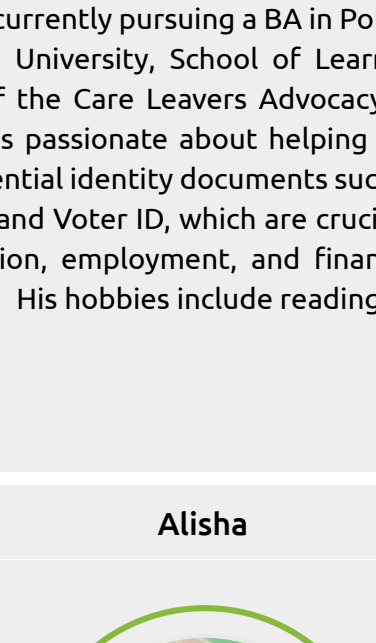 currently pursuing a BA in Pol
University, School of Lear
the Care Leavers Advocacy
passionate about helping
ential identity documents suc
and Voter ID, which are cruci
ion, employment, and finan
His hobbies include reading
Alisha